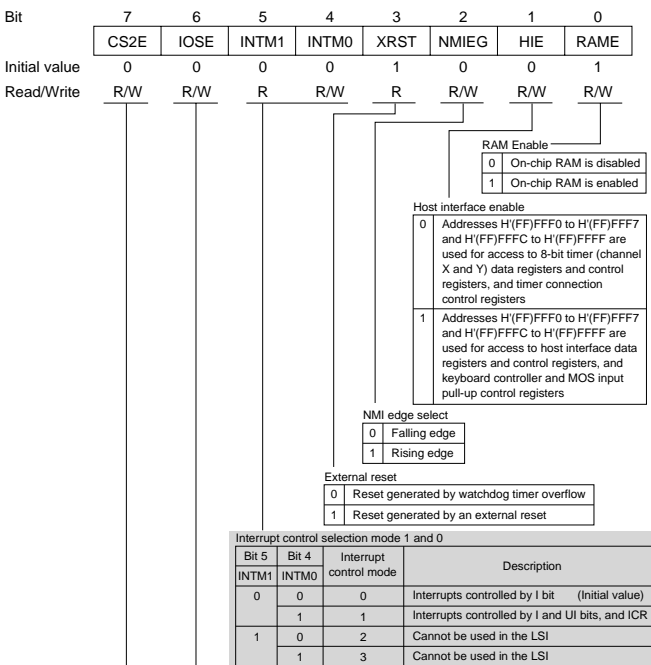 Bit 7 6 5 4 3 2 1 0
CS2E IOSE INTM1 INTM0 XRST NMIEG HIE RAME
Initial value 0 0 0 0 1 0 0 1
Read/Write R/W R/W R R/W R R/W R/W R/W
RAM Enable
0 On-chip RAM is disabled
1 On-chip RAM is enabled
Host interface enable
0 Addresses H'(FF)FFF0 to H'(FF)FFF7
and H'(FF)FFFC to H'(FF)FFFF are
used for access to 8-bit timer (channel
X and Y) data registers and control
registers, and timer connection
control registers
1 Addresses H'(FF)FFF0 to H'(FF)FFF7
and H'(FF)FFFC to H'(FF)FFFF are
used for access to host interface data
registers and control registers, and
keyboard controller and MOS input
pull-up control registers
NMI edge select
0 Falling edge
1 Rising edge
External reset
0 Reset generated by watchdog timer overflow
1 Reset generated by an external reset
Interrupt control selection mode 1 and 0
Bit 5 Bit 4 Interrupt Description
INTM1 INTM0 control mode
0 0 0 Interrupts controlled by I bit (Initial value)
1 1 Interrupts controlled by I and UI bits, and ICR
1 0 2 Cannot be used in the LSI
1 3 Cannot be used in the LSI